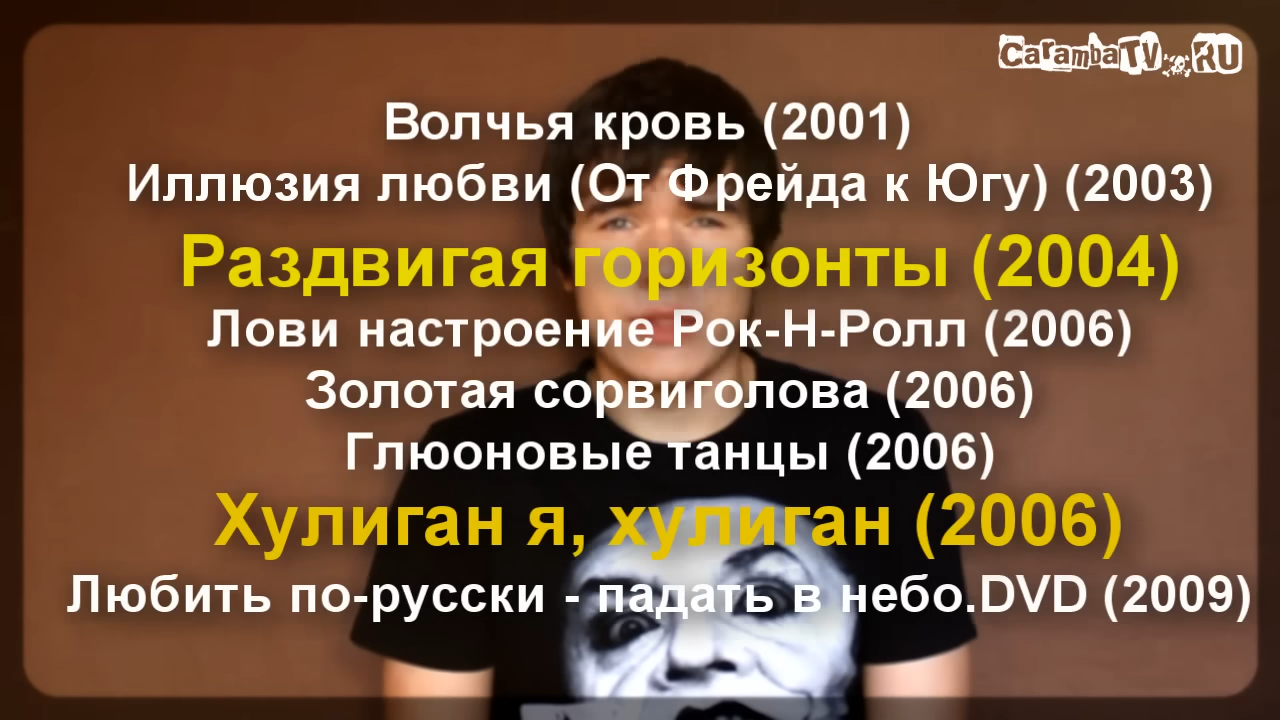 CarambaTV.RU
Волчья кровь (2001)
Иллюзия любви (От Фрейда к Югу) (2003)
Раздвигая горизонты (2004)
Лови настроение Рок-Н-Ролл (2006)
Золотая сорвиголова (2006)
Глюоновые танцы (2006)
Хулиган я, хулиган (2006)
Любить по-русски - падать в небо.DVD (2009)